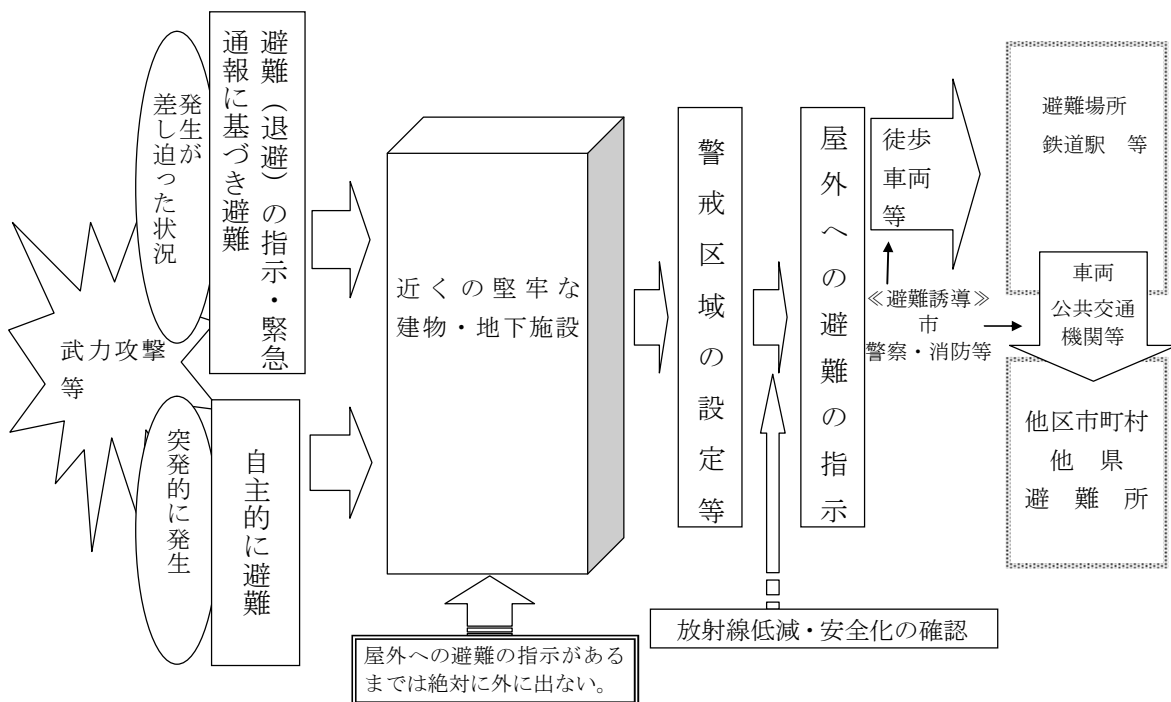 武力攻撃
等
発生が
差し迫った状況
避難（退避）の指示・緊急
通報に基づき避難
突発的に発生
自主的に避難
近くの堅牢な
建物・地下施設
屋外への避難の指示がある
までは絶対に外に出ない。
警戒区域の設定等
放射線低減・安全化の確認
屋外への避難の指示
徒歩
車両
等
≪避難誘導≫
市
警察・消防等
避難場所
鉄道駅　等
車両
公共交通
機関等
他区市町村
他　県
避　難　所